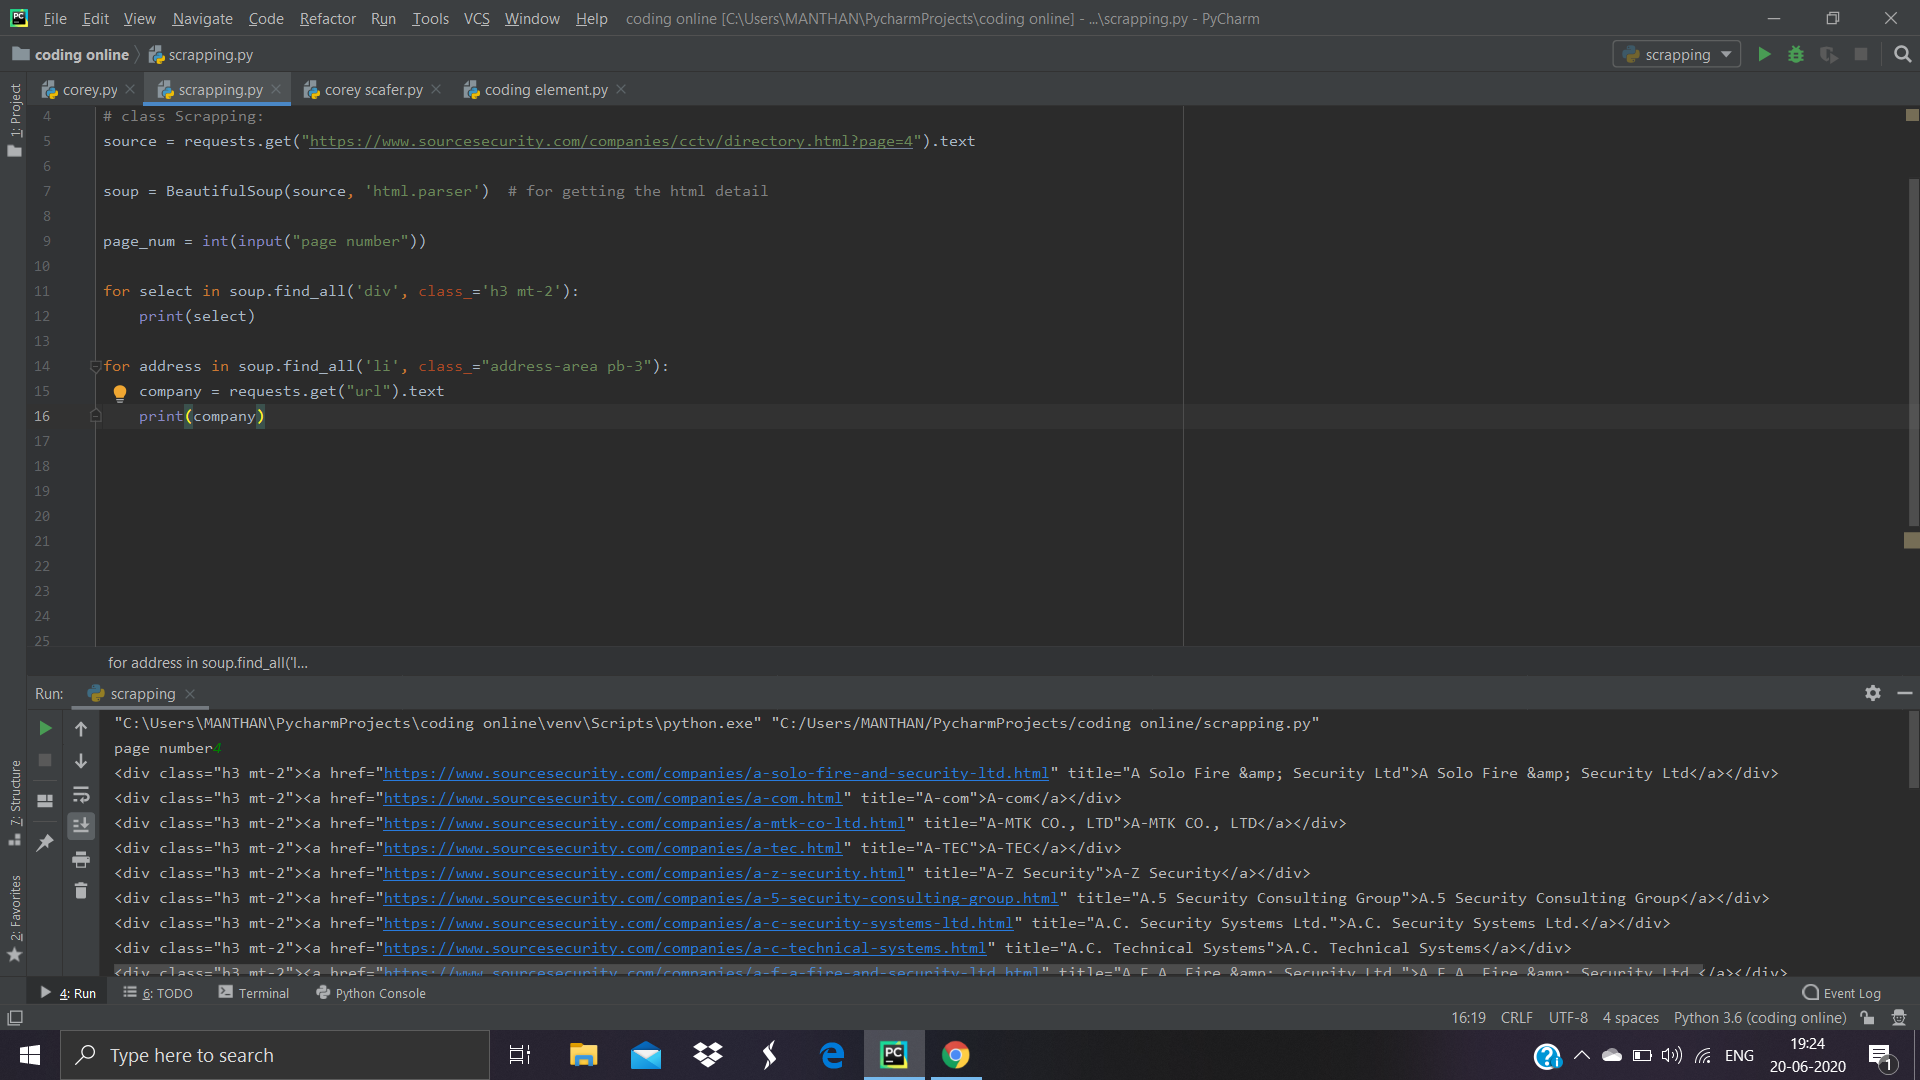 PC File Edit View Navigate Code Refactor Run Tools VCS Window Help coding online [C:\Users\MANTHAN\PycharmProjects\coding online] - ...\scrapping.py - PyCharm
coding online scrapping.py scrapping
corey.py scrapping.py corey scafer.py coding element.py
1: Project
4 # class Scrapping:
5 source = requests.get("https://www.sourcesecurity.com/companies/cctv/directory.html?page=4").text
6
7 soup = BeautifulSoup(source, 'html.parser')  # for getting the html detail
8
9 page_num = int(input("page number"))
10
11 for select in soup.find_all('div', class_='h3 mt-2'):
12     print(select)
13
14 for address in soup.find_all('li', class_="address-area pb-3"):
15     company = requests.get("url").text
16     print(company)
17
18
19
20
21
22
23
24
25
for address in soup.find_all('l...
Run: scrapping
"C:\Users\MANTHAN\PycharmProjects\coding online\venv\Scripts\python.exe" "C:/Users/MANTHAN/PycharmProjects/coding online/scrapping.py"
page number4
<div class="h3 mt-2"><a href="https://www.sourcesecurity.com/companies/a-solo-fire-and-security-ltd.html" title="A Solo Fire &amp; Security Ltd">A Solo Fire &amp; Security Ltd</a></div>
<div class="h3 mt-2"><a href="https://www.sourcesecurity.com/companies/a-com.html" title="A-com">A-com</a></div>
<div class="h3 mt-2"><a href="https://www.sourcesecurity.com/companies/a-mtk-co-ltd.html" title="A-MTK CO., LTD">A-MTK CO., LTD</a></div>
<div class="h3 mt-2"><a href="https://www.sourcesecurity.com/companies/a-tec.html" title="A-TEC">A-TEC</a></div>
<div class="h3 mt-2"><a href="https://www.sourcesecurity.com/companies/a-z-security.html" title="A-Z Security">A-Z Security</a></div>
<div class="h3 mt-2"><a href="https://www.sourcesecurity.com/companies/a-5-security-consulting-group.html" title="A.5 Security Consulting Group">A.5 Security Consulting Group</a></div>
<div class="h3 mt-2"><a href="https://www.sourcesecurity.com/companies/a-c-security-systems-ltd.html" title="A.C. Security Systems Ltd.">A.C. Security Systems Ltd.</a></div>
<div class="h3 mt-2"><a href="https://www.sourcesecurity.com/companies/a-c-technical-systems.html" title="A.C. Technical Systems">A.C. Technical Systems</a></div>
<div class="h3 mt-2"><a href="https://www.sourcesecurity.com/companies/a-f-a-fire-and-security-ltd.html" title="A.F.A. Fire &amp; Security Ltd.">A.F.A. Fire &amp; Security Ltd.</a></div>
7: Structure
2: Favorites
4: Run 6: TODO Terminal Python Console Event Log
16:19 CRLF UTF-8 4 spaces Python 3.6 (coding online)
Type here to search PC ENG 19:24
20-06-2020 1